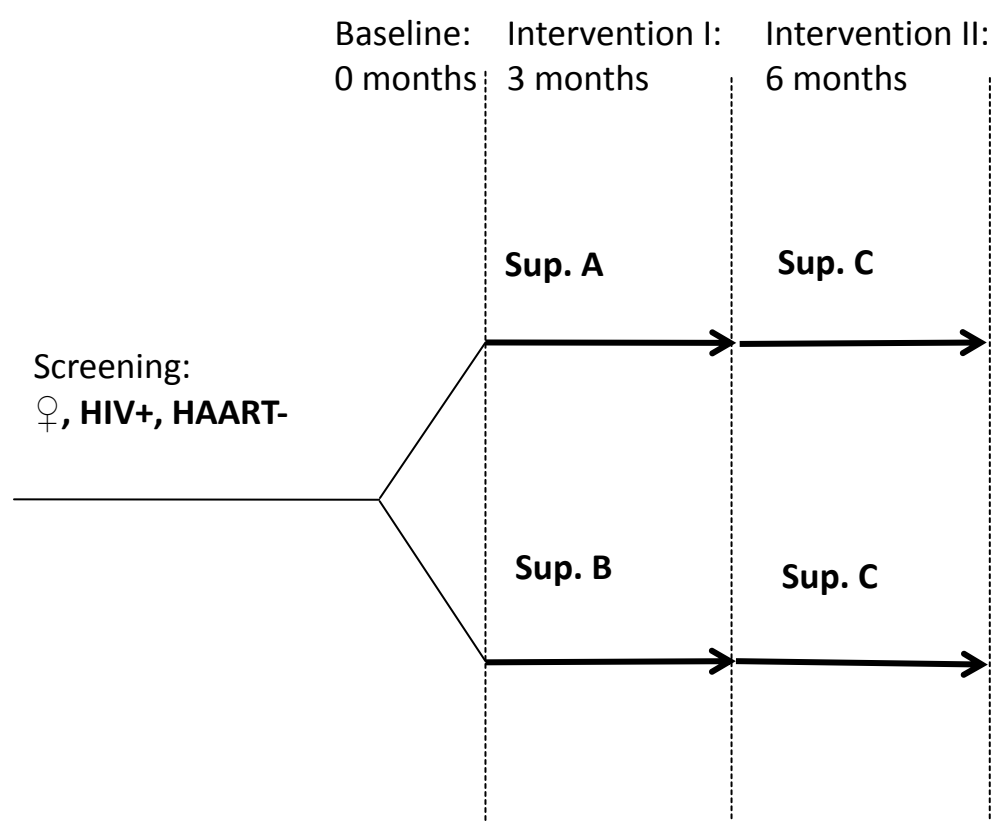 Baseline:
0 months
Intervention I:
3 months
Intervention II:
6 months
Sup. A
Sup. C
Screening:
♀, HIV+, HAART-
Sup. B
Sup. C